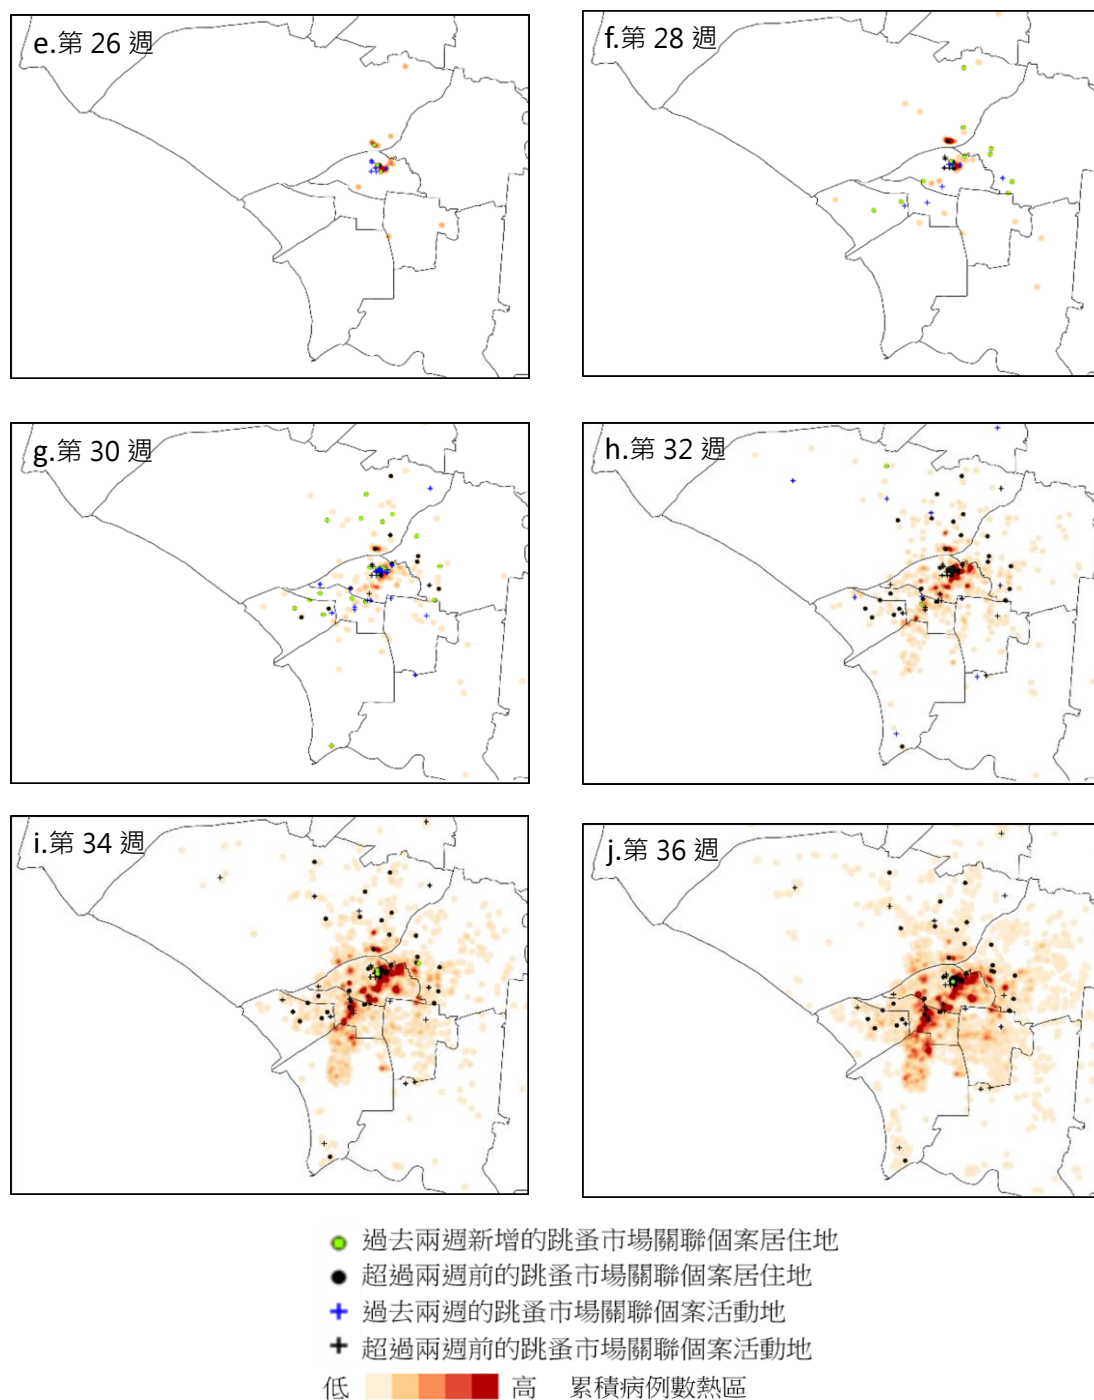 e.第 26 週
f.第 28 週
g.第 30 週
h.第 32 週
i.第 34 週
j.第 36 週
過去兩週新增的跳蚤市場關聯個案居住地
超過兩週前的跳蚤市場關聯個案居住地
過去兩週的跳蚤市場關聯個案活動地
超過兩週前的跳蚤市場關聯個案活動地
低 高 累積病例數熱區